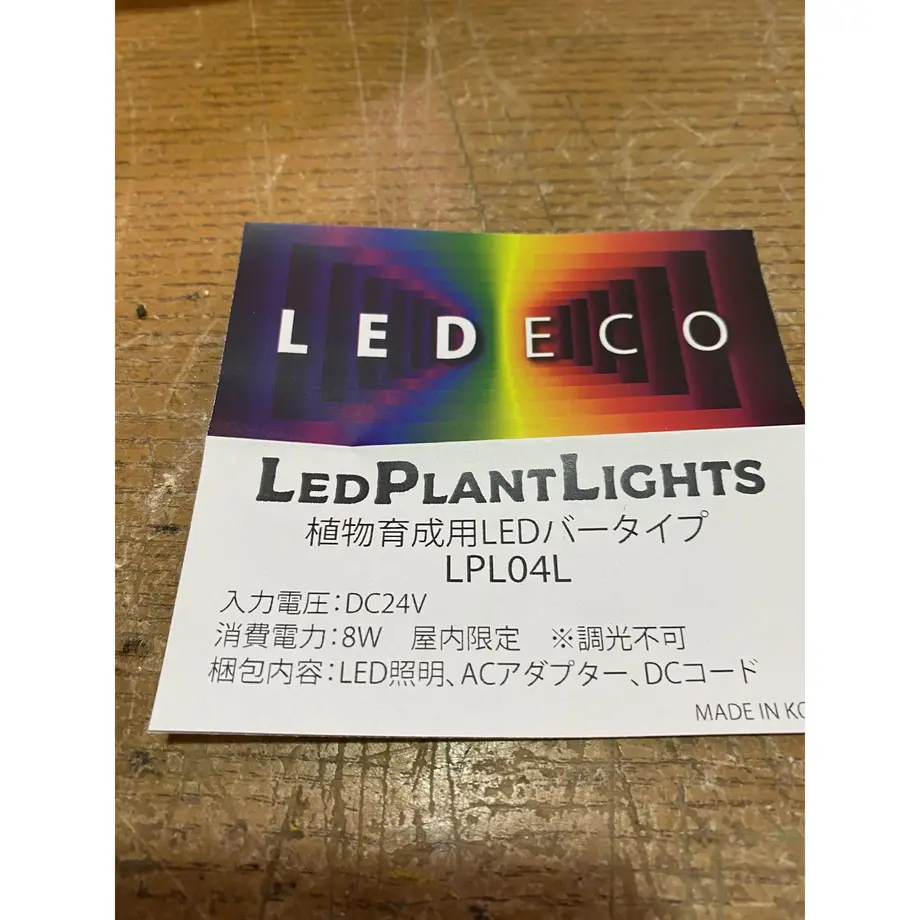 LED ECO
LEDPLANTLIGHTS
植物育成用LEDバータイプ
LPL04L
入力電圧：DC24V
消費電力：8W　屋内限定　※調光不可
梱包内容：LED照明、ACアダプター、DCコード
MADE IN